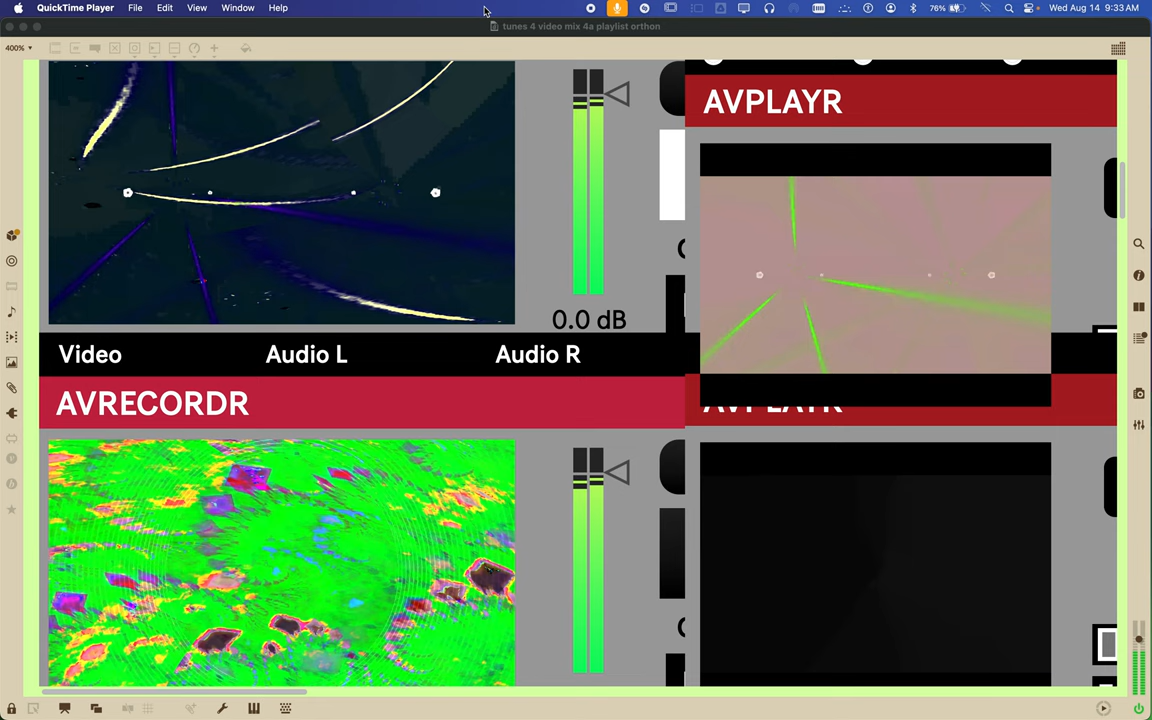 QuickTime Player File Edit View Window Help 76% Wed Aug 14 9:33 AM
tunes 4 video mix 4a playlist orthon
400%
AVPLAYR
0.0 dB
Video Audio L Audio R
AVRECORDR